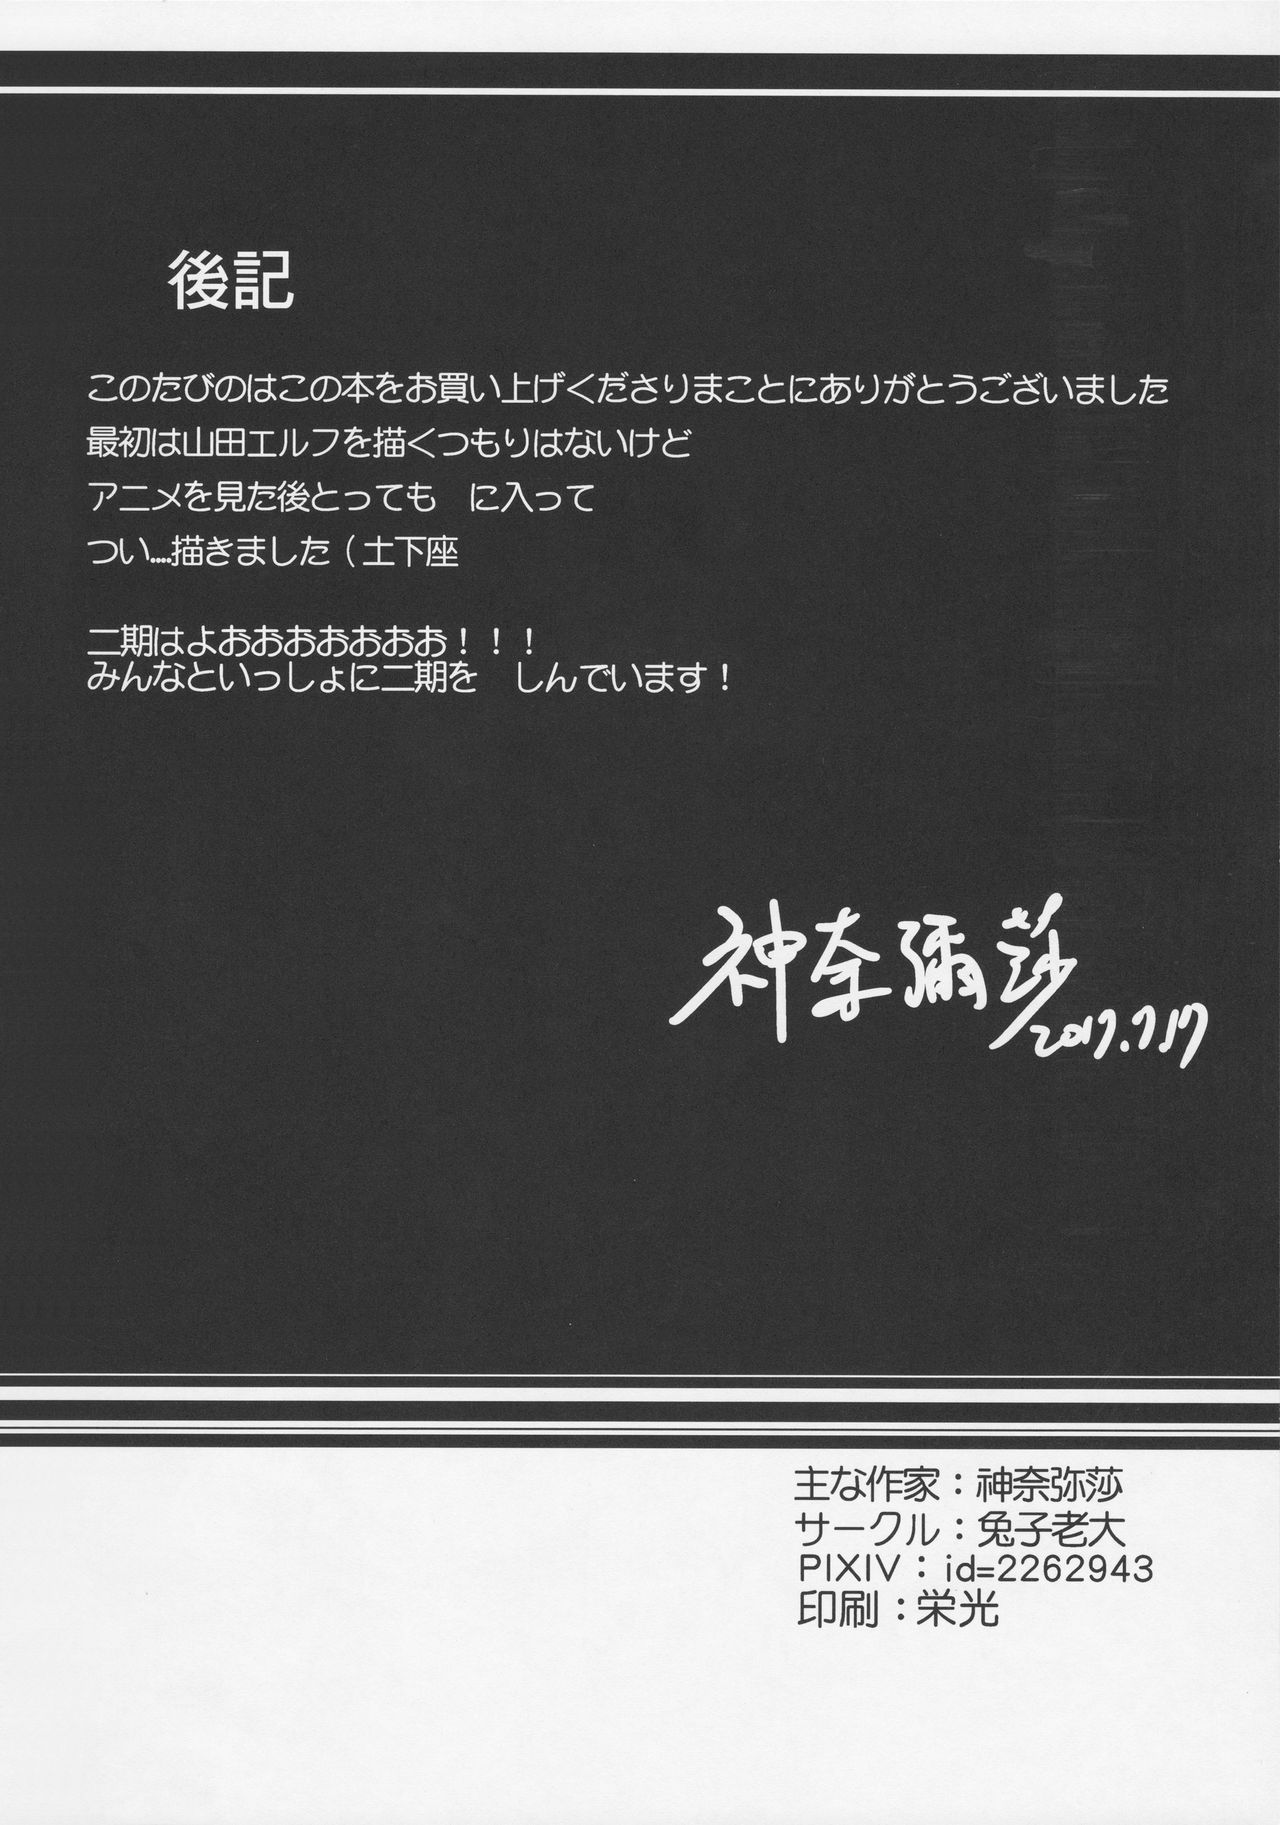 後記
このたびのはこの本をお買い上げくださりまことにありがとうございました
最初は山田エルフを描くつもりはないけど
アニメを見た後とっても　に入って
つい....描きました（土下座
二期はよおおおおおおお！！！
みんなといっしょに二期を　しんでいます！
神奈彌莎
2017.7.17
主な作家：神奈弥莎
サークル：兔子老大
PIXIV：id=2262943
印刷：栄光